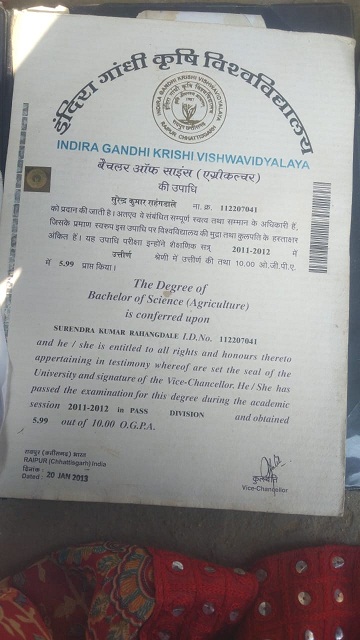 इंदिरा गांधी कृषि विश्वविद्यालय
INDIRA GANDHI KRISHI VISHWAVIDYALAYA
RAIPUR CHHATTISGARH
INDIRA GANDHI KRISHI VISHWAVIDYALAYA
बैचलर ऑफ साइंस (एग्रीकल्चर)
की उपाधि
सुरेन्द्र कुमार राहंगडाले ना.क्र. 112207041
को प्रदान की जाती है। अतएव वे संबंधित सम्पूर्ण स्वत्व तथा सम्मान के अधिकारी हैं,
जिसके प्रमाण स्वरूप इस उपाधि पर विश्वविद्यालय की मुद्रा तथा कुलपति के हस्ताक्षर
अंकित हैं। यह उपाधि परीक्षा इन्होंने शैक्षणिक सत्र 2011-2012 में
उत्तीर्ण श्रेणी में उत्तीर्ण की तथा 10.00 ओ.जी.पी.ए.
में 5.99 प्राप्त किया।
The Degree of
Bachelor of Science (Agriculture)
is conferred upon
SURENDRA KUMAR RAHANGDALE I.D.No. 112207041
and he / she is entitled to all rights and honours thereto
appertaining in testimony whereof are set the seal of the
University and signature of the Vice-Chancellor. He / She has
passed the examination for this degree during the academic
session 2011-2012 in PASS DIVISION and obtained
5.99 out of 10.00 O.G.P.A.
रायपुर (छत्तीसगढ़) भारत
RAIPUR (Chhattisgarh) India
दिनांक :
Dated : 20 JAN 2013
कुलपति
Vice-Chancellor